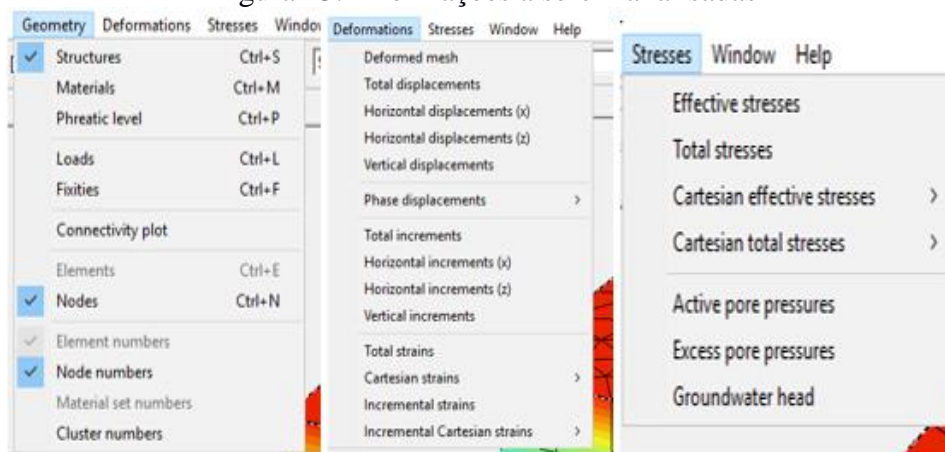 Geometry Deformations Stresses Window
Structures Ctrl+S
Materials Ctrl+M
Phreatic level Ctrl+P
Loads Ctrl+L
Fixities Ctrl+F
Connectivity plot
Elements Ctrl+E
Nodes Ctrl+N
Element numbers
Node numbers
Material set numbers
Cluster numbers
Deformations Stresses Window Help
Deformed mesh
Total displacements
Horizontal displacements (x)
Horizontal displacements (z)
Vertical displacements
Phase displacements >
Total increments
Horizontal increments (x)
Horizontal increments (z)
Vertical increments
Total strains
Cartesian strains >
Incremental strains
Incremental Cartesian strains >
Stresses Window Help
Effective stresses
Total stresses
Cartesian effective stresses >
Cartesian total stresses >
Active pore pressures
Excess pore pressures
Groundwater head